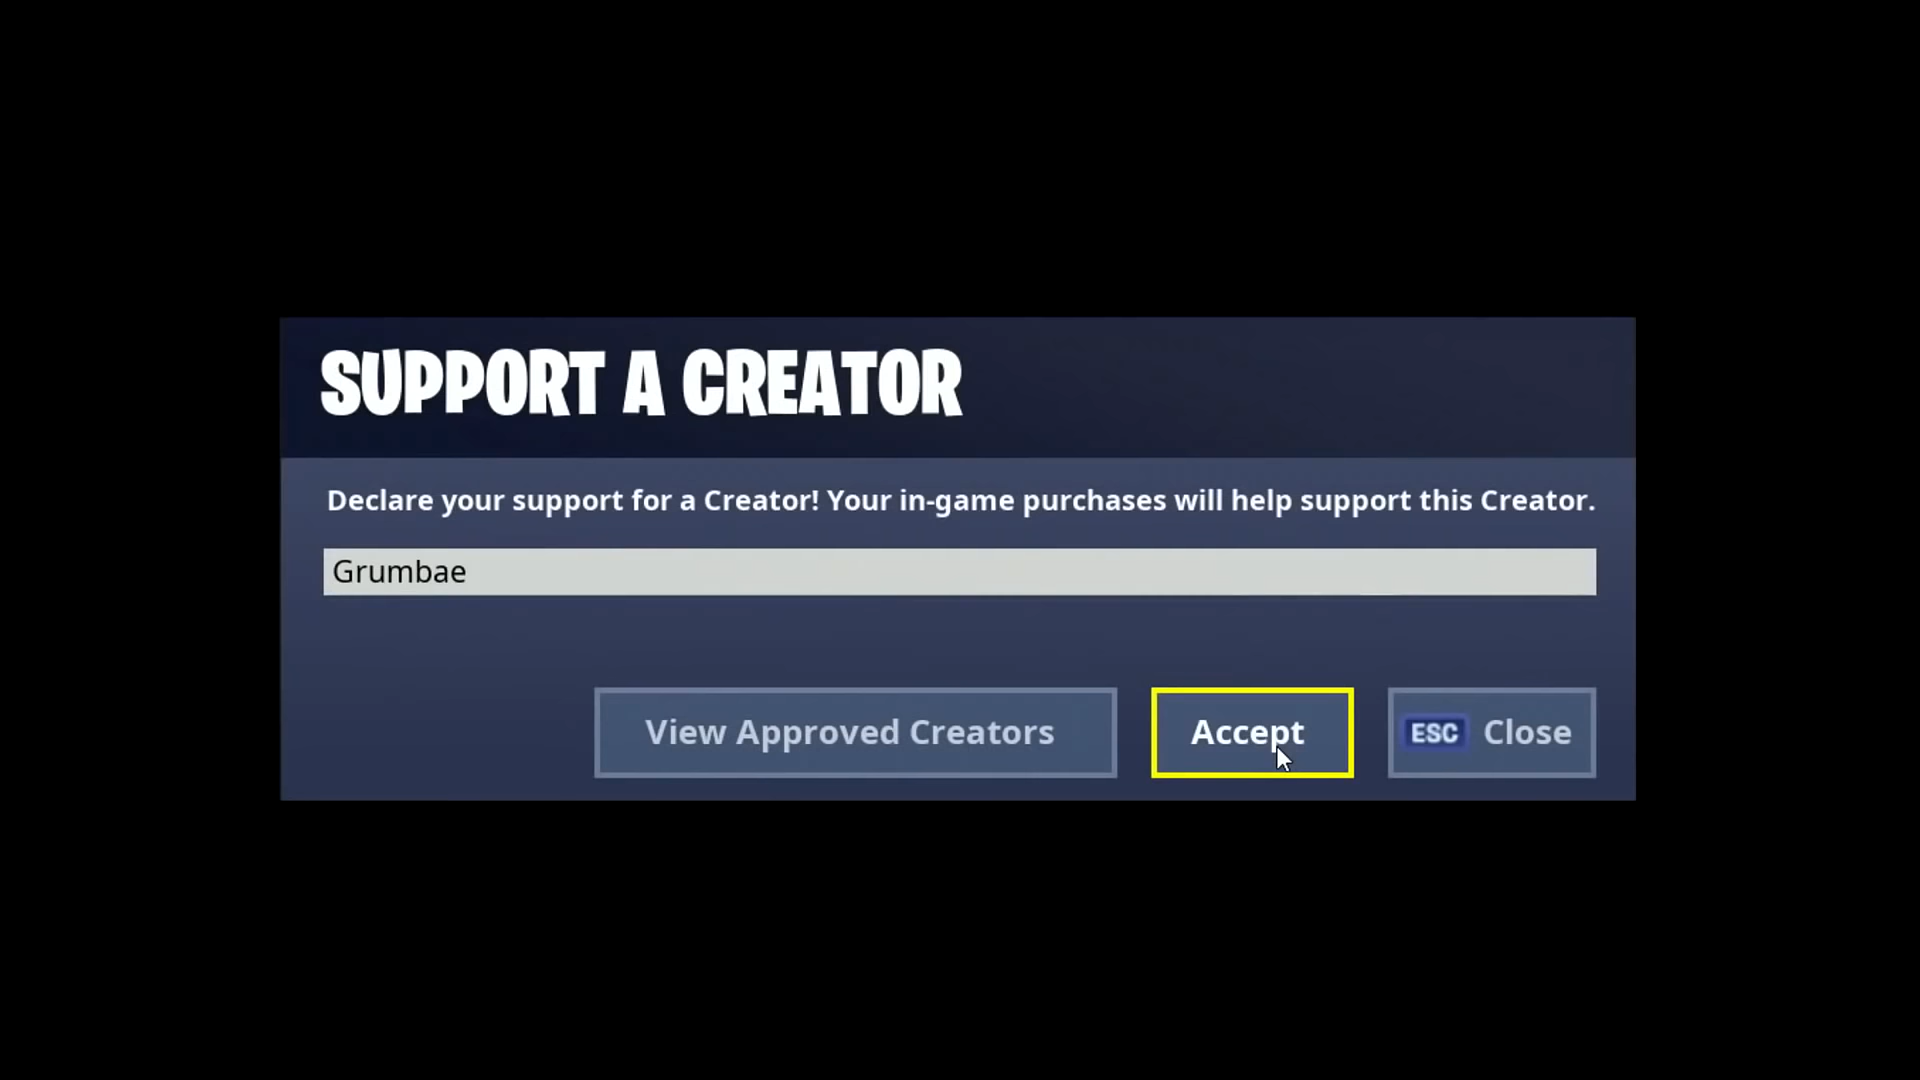 SUPPORT A CREATOR
Declare your support for a Creator! Your in-game purchases will help support this Creator.
Grumbae
View Approved Creators
Accept
ESC Close